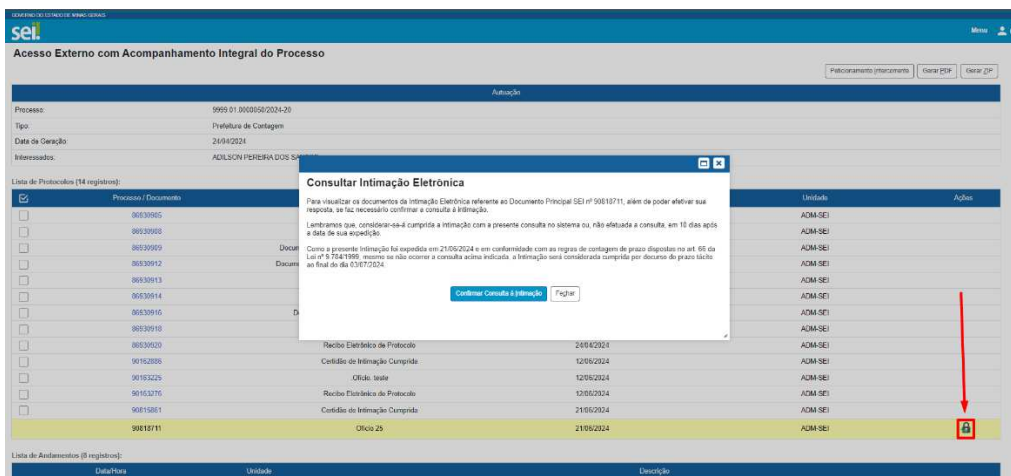 GOVERNO DO ESTADO DE MINAS GERAIS
sei!
Menu
Acesso Externo com Acompanhamento Integral do Processo
Peticionamento Intercorrente Gerar PDF Gerar ZIP
Autuação
Processo: 9999.01.0000050/2024-20
Tipo: Prefeitura de Contagem
Data de Geração: 24/04/2024
Interessados: ADILSON PEREIRA DOS
Consultar Intimação Eletrônica
Para visualizar os documentos da Intimação Eletrônica referente ao Documento Principal SEI nº 90818711, além de poder efetivar sua
resposta, se faz necessário confirmar a consulta à Intimação.
Lembramos que, considerar-se-á cumprida a intimação com a presente consulta no sistema ou, não efetuada a consulta, em 10 dias após
a data de sua expedição.
Como a presente Intimação foi expedida em 21/06/2024 e em conformidade com as regras de contagem de prazo dispostas no art. 66 da
Lei nº 9.784/1999, mesmo se não ocorrer a consulta acima indicada, a Intimação será considerada cumprida por decurso do prazo tácito
ao final do dia 03/07/2024.
Confirmar Consulta à Intimação Fechar
Lista de Protocolos (14 registros):
Processo / Documento Unidade Ações
86930905 ADM-SEI
86930908 ADM-SEI
86930909 Docum ADM-SEI
86930912 Docume ADM-SEI
86930913 ADM-SEI
86930914 ADM-SEI
86930916 D ADM-SEI
86930918 ADM-SEI
86930920 Recibo Eletrônico de Protocolo 24/04/2024 ADM-SEI
90162886 Certidão de Intimação Cumprida 12/06/2024 ADM-SEI
90163225 Ofício. teste 12/06/2024 ADM-SEI
90163276 Recibo Eletrônico de Protocolo 12/06/2024 ADM-SEI
90815861 Certidão de Intimação Cumprida 21/06/2024 ADM-SEI
90818711 Ofício 25 21/06/2024 ADM-SEI
Lista de Andamentos (8 registros):
Data/Hora Unidade Descrição